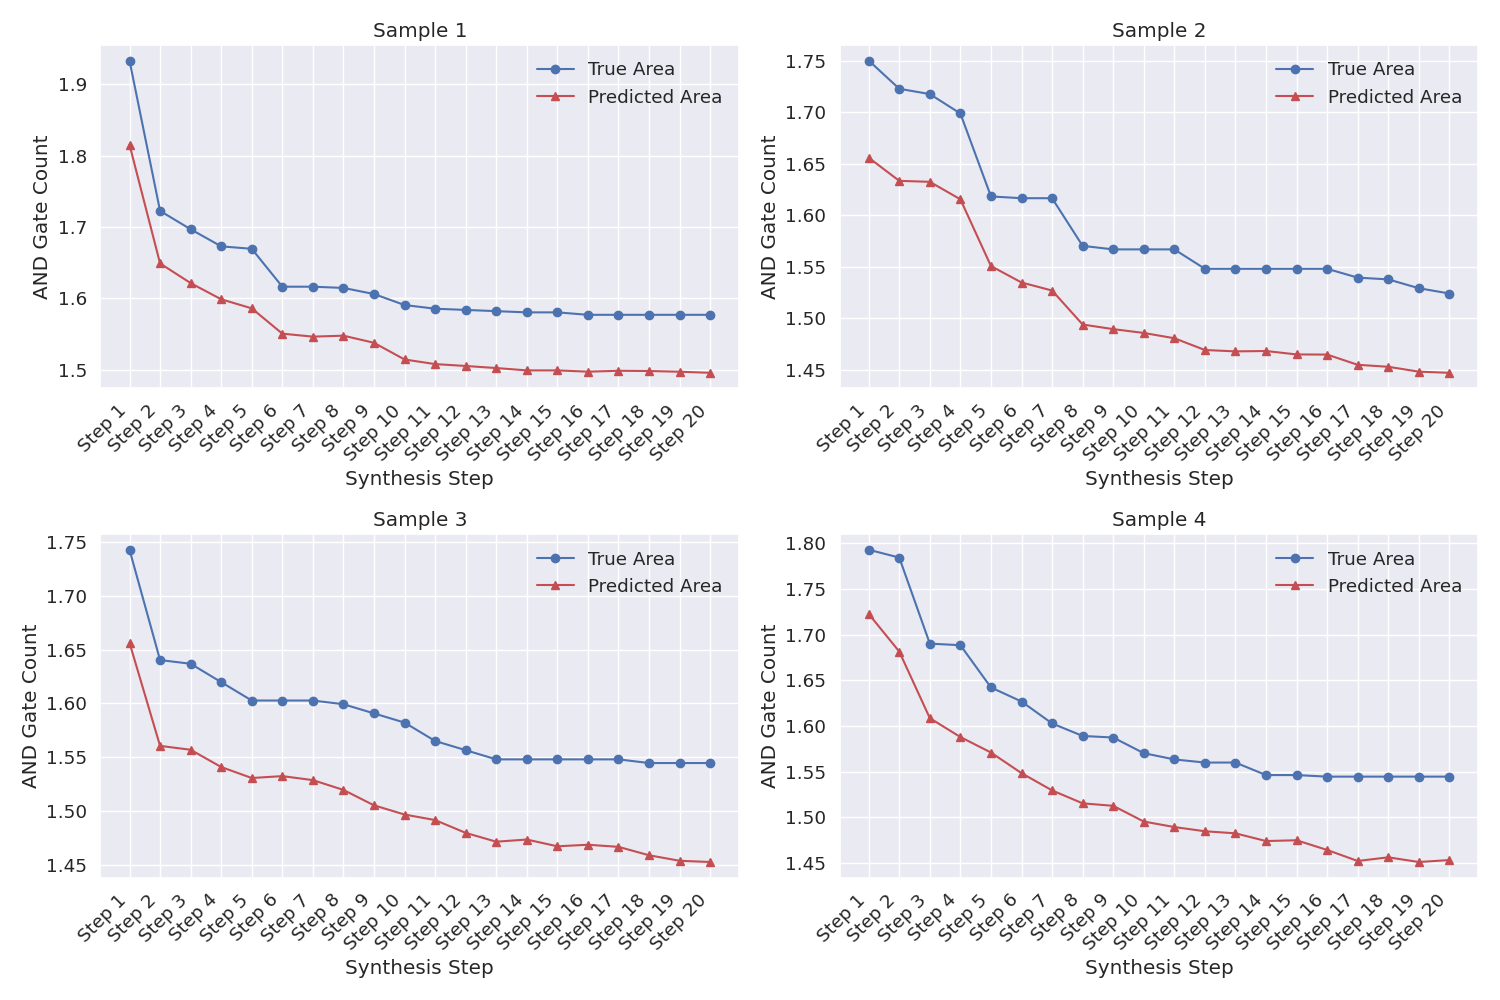 Sample 1
AND Gate Count
1.9
1.8
1.7
1.6
1.5
True Area
Predicted Area
Step 1
Step 2
Step 3
Step 4
Step 5
Step 6
Step 7
Step 8
Step 9
Step 10
Step 11
Step 12
Step 13
Step 14
Step 15
Step 16
Step 17
Step 18
Step 19
Step 20
Synthesis Step
Sample 2
AND Gate Count
1.75
1.70
1.65
1.60
1.55
1.50
1.45
True Area
Predicted Area
Step 1
Step 2
Step 3
Step 4
Step 5
Step 6
Step 7
Step 8
Step 9
Step 10
Step 11
Step 12
Step 13
Step 14
Step 15
Step 16
Step 17
Step 18
Step 19
Step 20
Synthesis Step
Sample 3
AND Gate Count
1.75
1.70
1.65
1.60
1.55
1.50
1.45
True Area
Predicted Area
Step 1
Step 2
Step 3
Step 4
Step 5
Step 6
Step 7
Step 8
Step 9
Step 10
Step 11
Step 12
Step 13
Step 14
Step 15
Step 16
Step 17
Step 18
Step 19
Step 20
Synthesis Step
Sample 4
AND Gate Count
1.80
1.75
1.70
1.65
1.60
1.55
1.50
1.45
True Area
Predicted Area
Step 1
Step 2
Step 3
Step 4
Step 5
Step 6
Step 7
Step 8
Step 9
Step 10
Step 11
Step 12
Step 13
Step 14
Step 15
Step 16
Step 17
Step 18
Step 19
Step 20
Synthesis Step